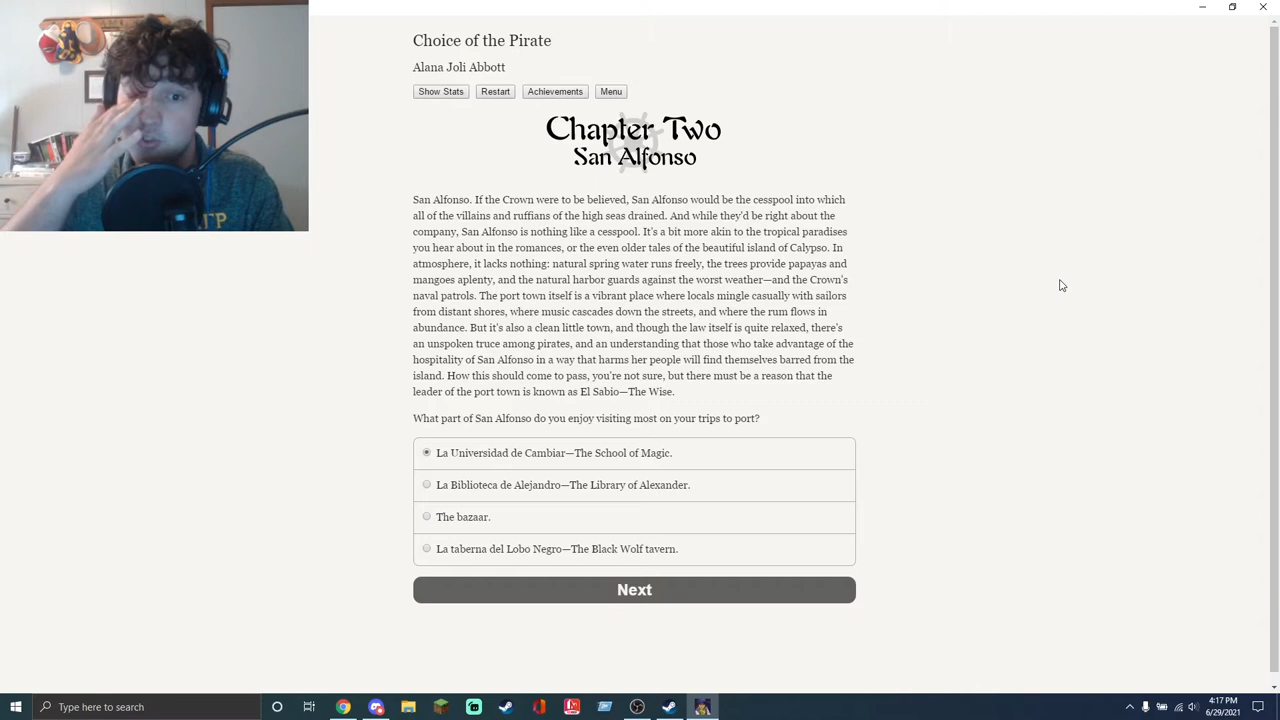 Choice of the Pirate
Alana Joli Abbott
Show Stats
Restart
Achievements
Menu
Chapter Two
San Alfonso
San Alfonso. If the Crown were to be believed, San Alfonso would be the cesspool into which
all of the villains and ruffians of the high seas drained. And while they'd be right about the
company, San Alfonso is nothing like a cesspool. It's a bit more akin to the tropical paradises
you hear about in the romances, or the even older tales of the beautiful island of Calypso. In
atmosphere, it lacks nothing: natural spring water runs freely, the trees provide papayas and
mangoes aplenty, and the natural harbor guards against the worst weather—and the Crown's
naval patrols. The port town itself is a vibrant place where locals mingle casually with sailors
from distant shores, where music cascades down the streets, and where the rum flows in
abundance. But it's also a clean little town, and though the law itself is quite relaxed, there's
an unspoken truce among pirates, and an understanding that those who take advantage of the
hospitality of San Alfonso in a way that harms her people will find themselves barred from the
island. How this should come to pass, you're not sure, but there must be a reason that the
leader of the port town is known as El Sabio—The Wise.
What part of San Alfonso do you enjoy visiting most on your trips to port?
La Universidad de Cambiar—The School of Magic.
La Biblioteca de Alejandro—The Library of Alexander.
The bazaar.
La taberna del Lobo Negro—The Black Wolf tavern.
Next
Type here to search
4:17 PM
6/29/2021